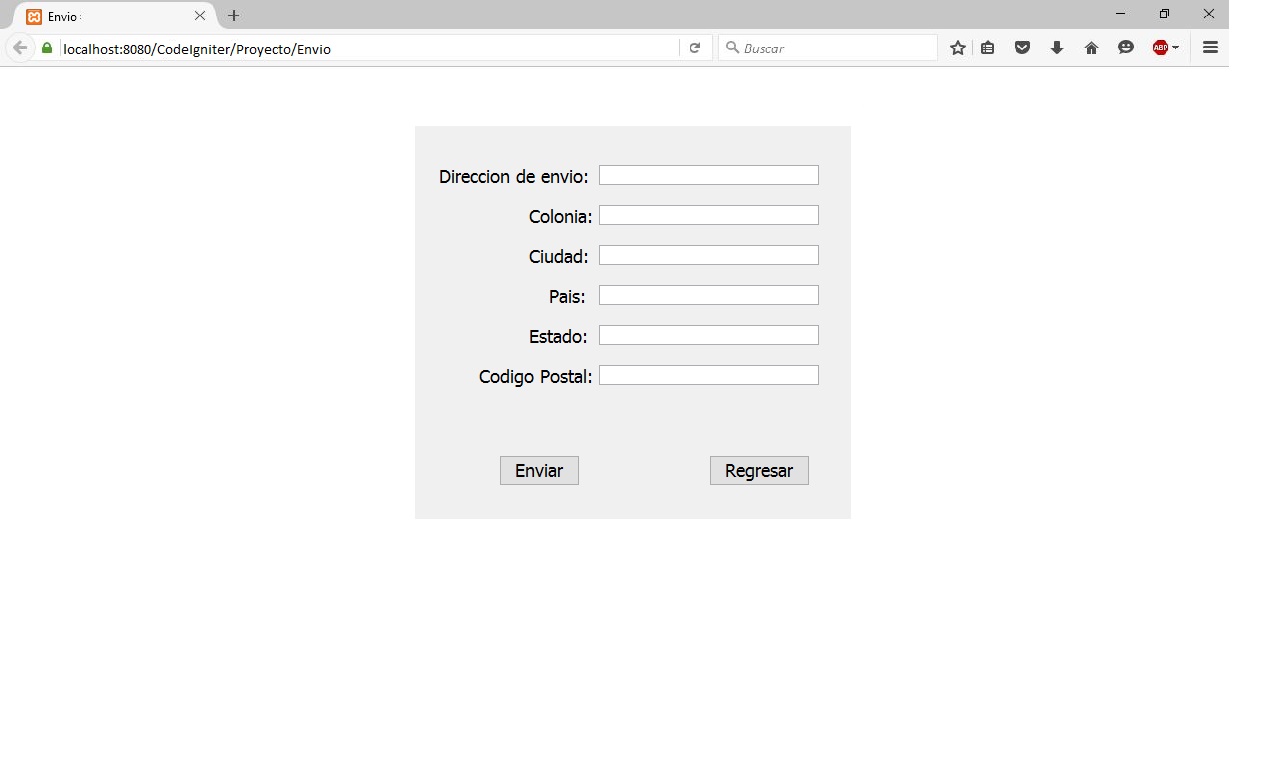 Envio :
localhost:8080/CodeIgniter/Proyecto/Envio
Buscar
ABP
Direccion de envio:
Colonia:
Ciudad:
Pais:
Estado:
Codigo Postal:
Enviar
Regresar